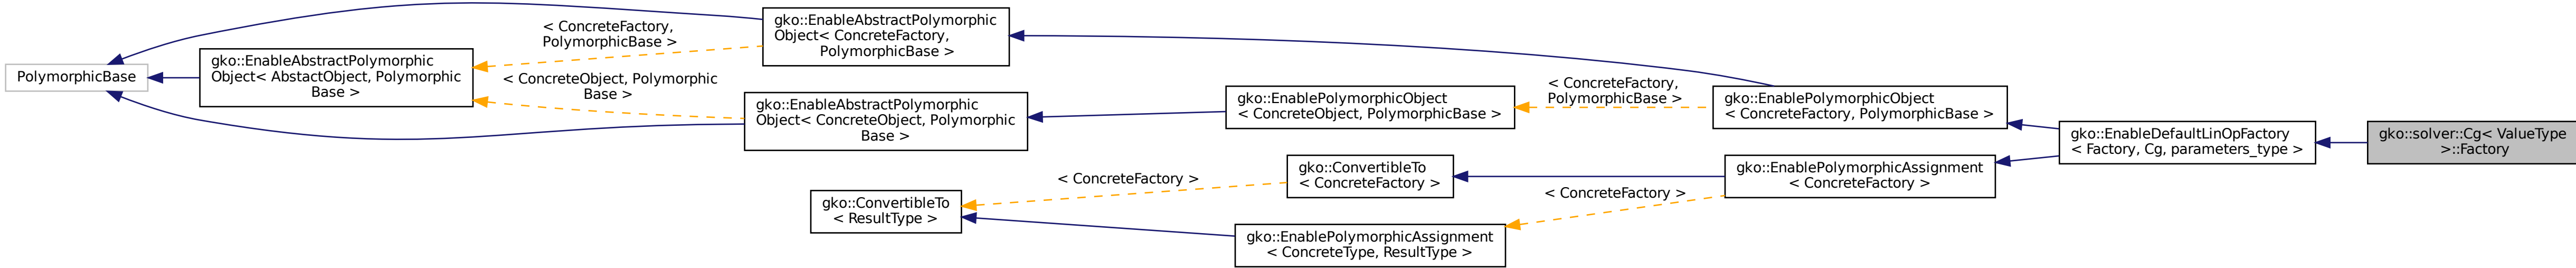 PolymorphicBase
gko::EnableAbstractPolymorphic
Object< AbstactObject, Polymorphic
Base >
< ConcreteFactory,
PolymorphicBase >
< ConcreteObject, Polymorphic
Base >
gko::EnableAbstractPolymorphic
Object< ConcreteFactory,
PolymorphicBase >
gko::EnableAbstractPolymorphic
Object< ConcreteObject, Polymorphic
Base >
gko::ConvertibleTo
< ResultType >
< ConcreteFactory >
gko::EnablePolymorphicObject
< ConcreteObject, PolymorphicBase >
gko::ConvertibleTo
< ConcreteFactory >
gko::EnablePolymorphicAssignment
< ConcreteType, ResultType >
< ConcreteFactory,
PolymorphicBase >
< ConcreteFactory >
gko::EnablePolymorphicObject
< ConcreteFactory, PolymorphicBase >
gko::EnablePolymorphicAssignment
< ConcreteFactory >
gko::EnableDefaultLinOpFactory
< Factory, Cg, parameters_type >
gko::solver::Cg< ValueType
>::Factory